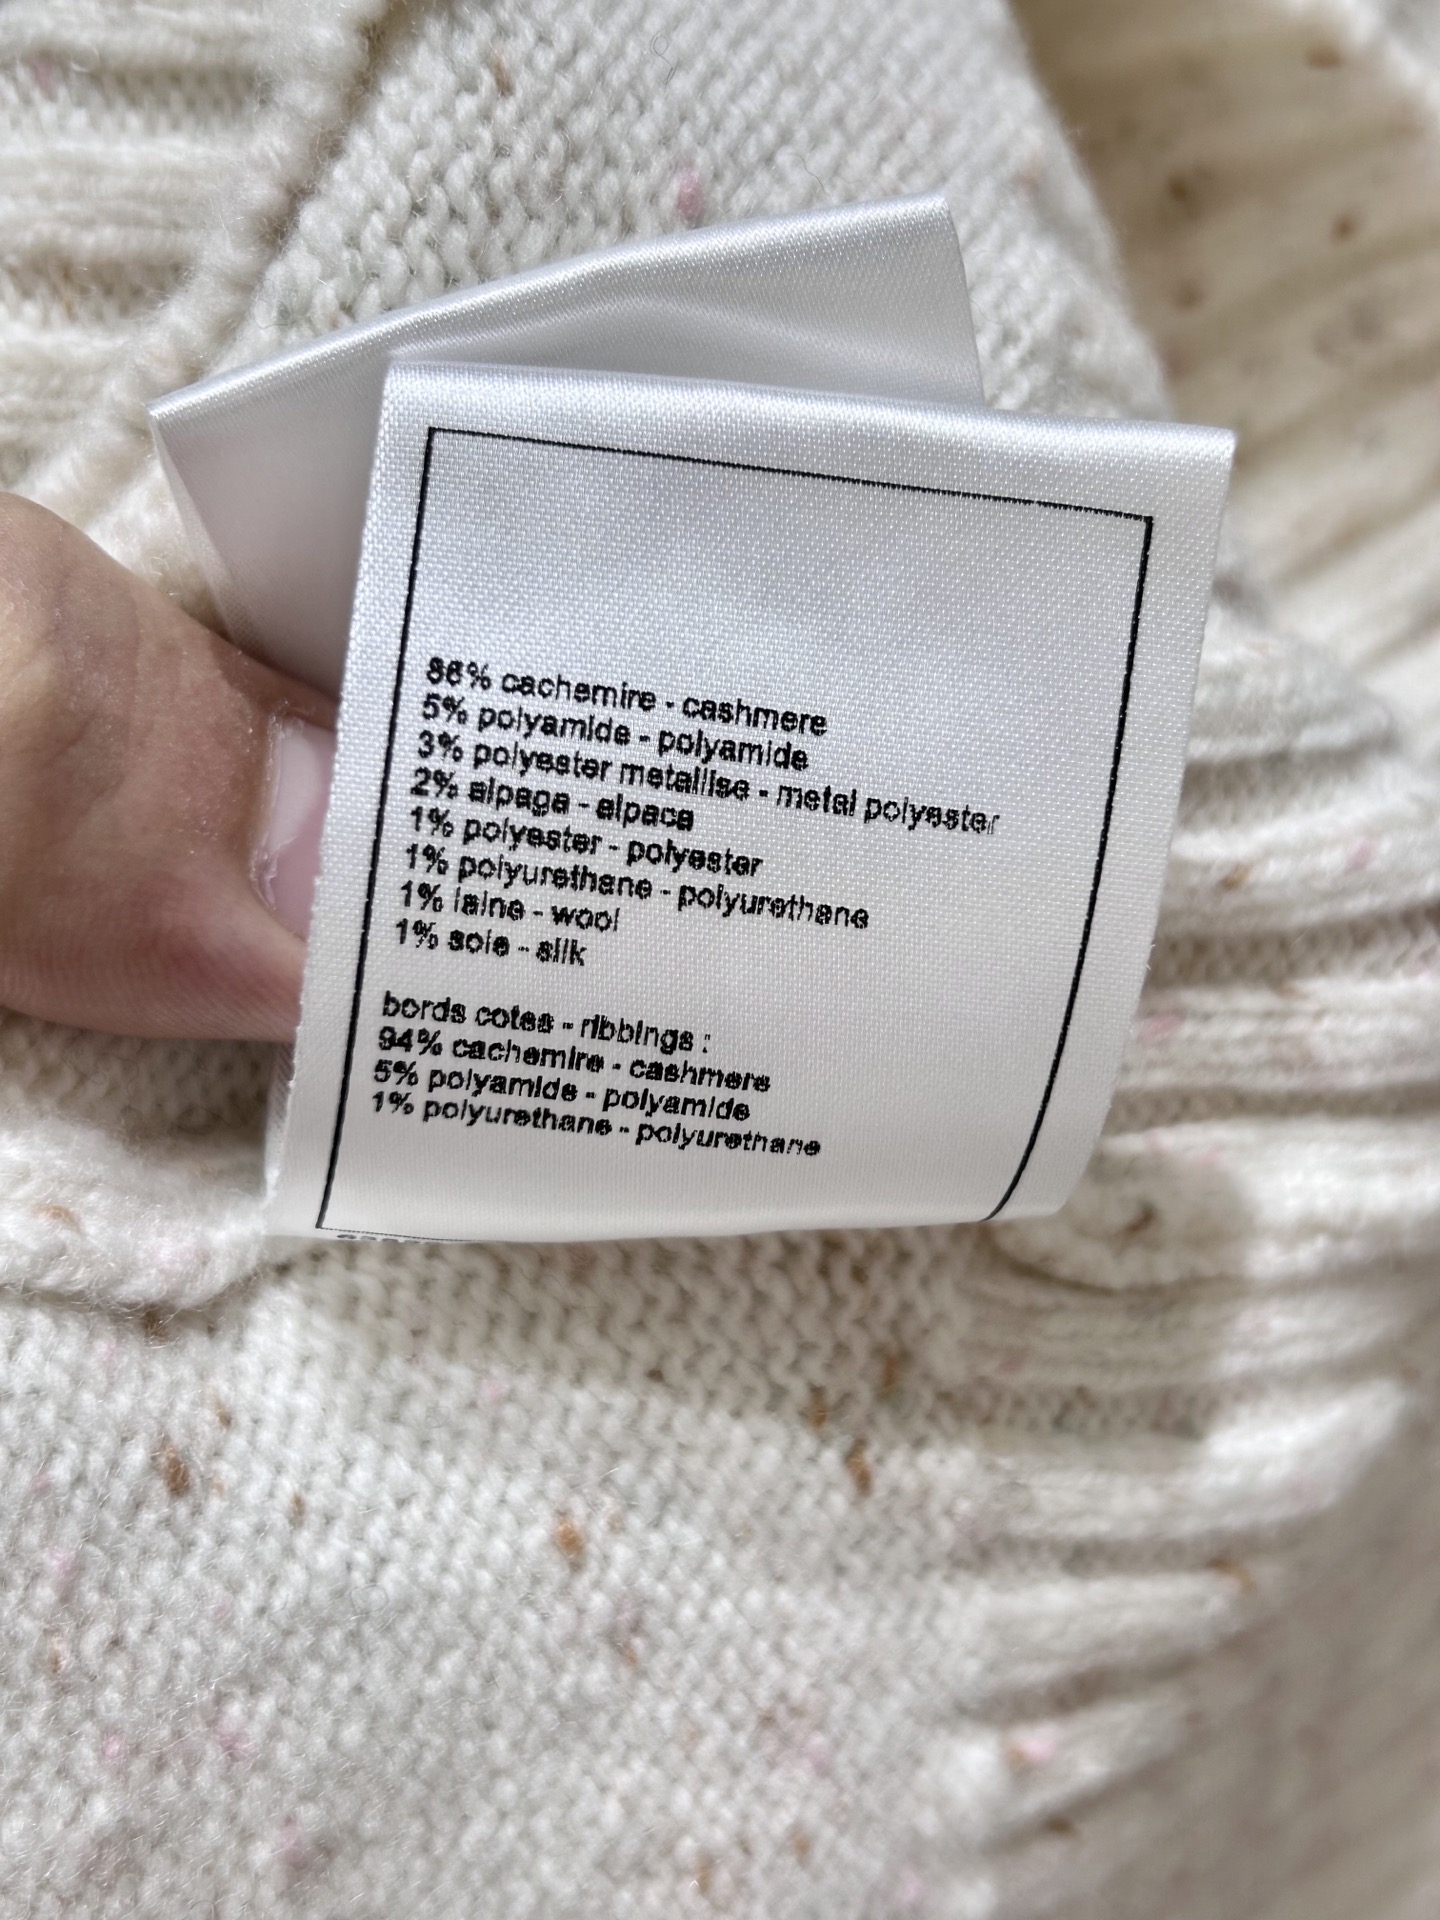 86% cachemire - cashmere
5% polyamide - polyamide
3% polyester metallise - metal polyester
2% alpaga - alpaca
1% polyester - polyester
1% polyurethane - polyurethane
1% laine - wool
1% soie - silk
bords cotes - ribbings :
94% cachemire - cashmere
5% polyamide - polyamide
1% polyurethane - polyurethane